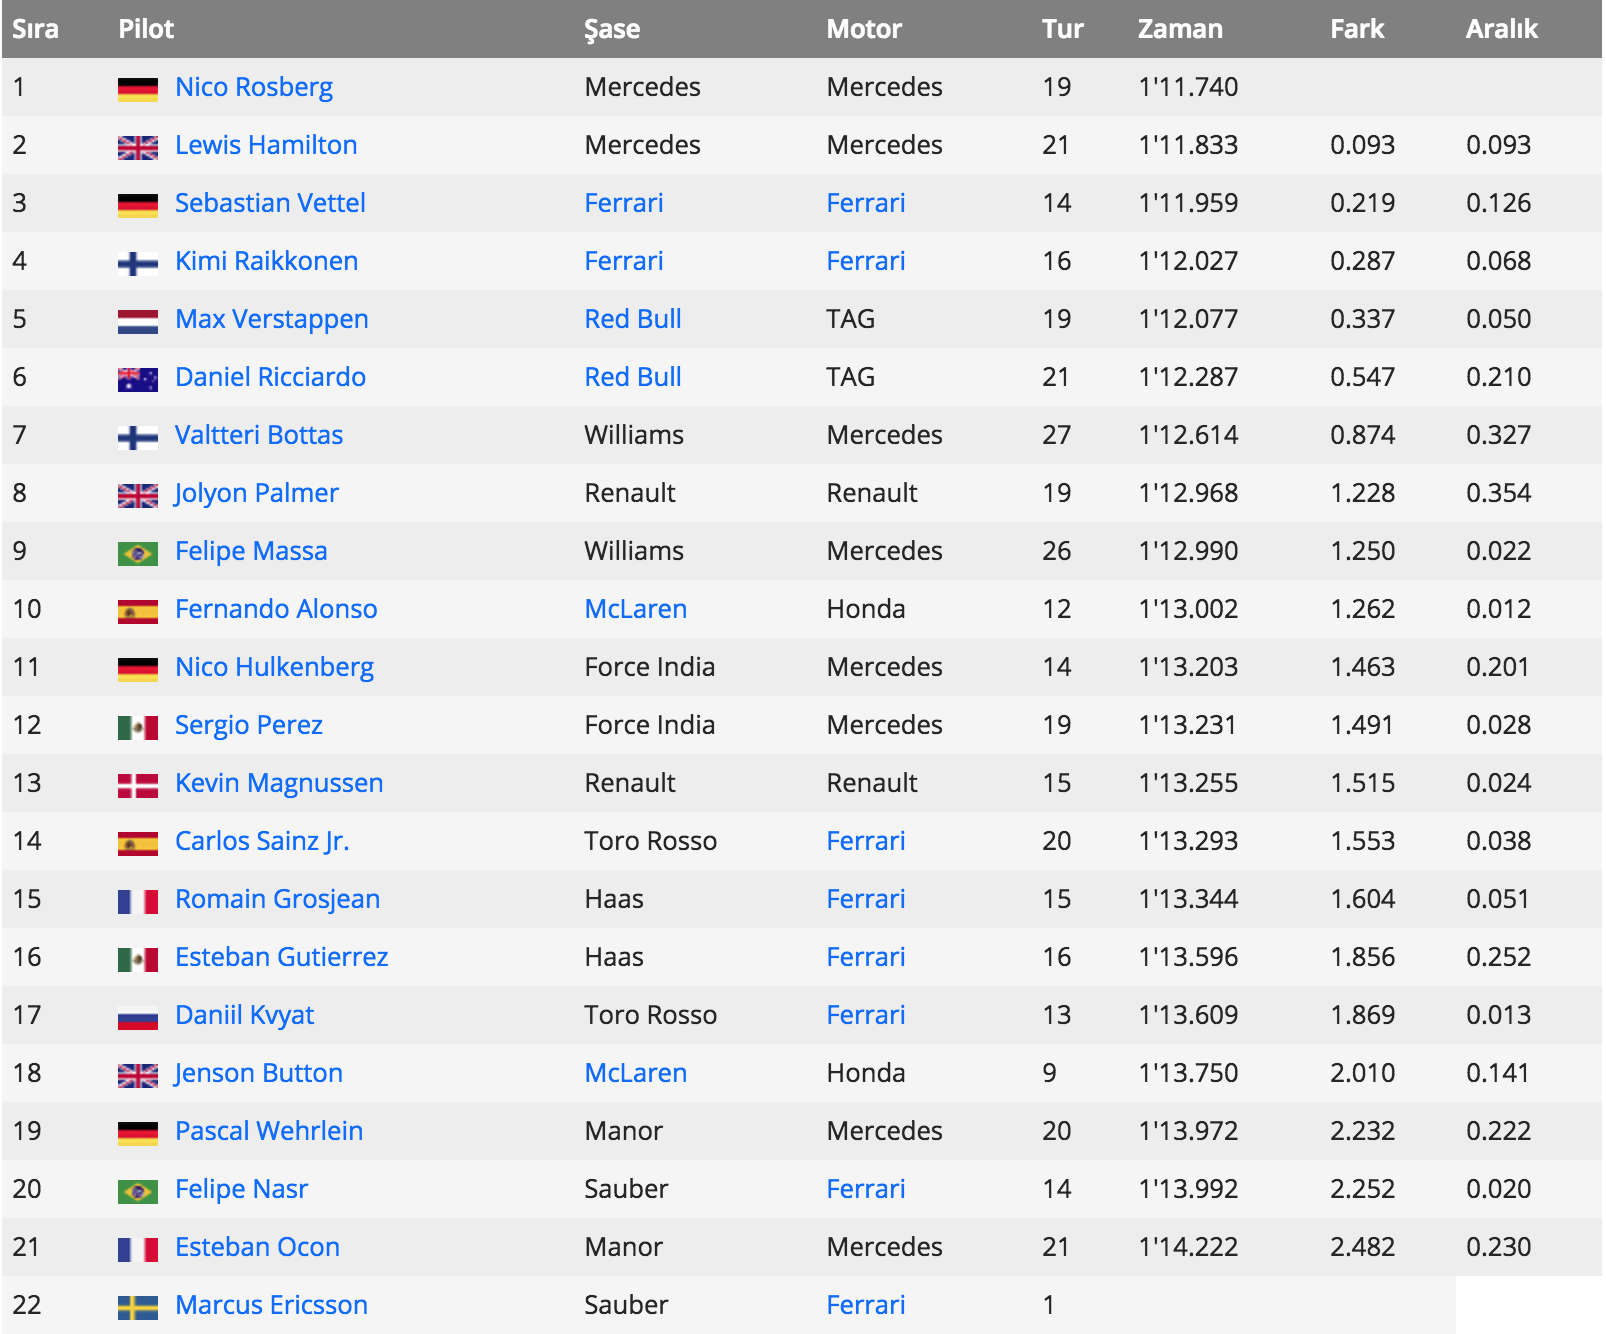 Sıra Pilot Şase Motor Tur Zaman Fark Aralık
1 Nico Rosberg Mercedes Mercedes 19 1'11.740
2 Lewis Hamilton Mercedes Mercedes 21 1'11.833 0.093 0.093
3 Sebastian Vettel Ferrari Ferrari 14 1'11.959 0.219 0.126
4 Kimi Raikkonen Ferrari Ferrari 16 1'12.027 0.287 0.068
5 Max Verstappen Red Bull TAG 19 1'12.077 0.337 0.050
6 Daniel Ricciardo Red Bull TAG 21 1'12.287 0.547 0.210
7 Valtteri Bottas Williams Mercedes 27 1'12.614 0.874 0.327
8 Jolyon Palmer Renault Renault 19 1'12.968 1.228 0.354
9 Felipe Massa Williams Mercedes 26 1'12.990 1.250 0.022
10 Fernando Alonso McLaren Honda 12 1'13.002 1.262 0.012
11 Nico Hulkenberg Force India Mercedes 14 1'13.203 1.463 0.201
12 Sergio Perez Force India Mercedes 19 1'13.231 1.491 0.028
13 Kevin Magnussen Renault Renault 15 1'13.255 1.515 0.024
14 Carlos Sainz Jr. Toro Rosso Ferrari 20 1'13.293 1.553 0.038
15 Romain Grosjean Haas Ferrari 15 1'13.344 1.604 0.051
16 Esteban Gutierrez Haas Ferrari 16 1'13.596 1.856 0.252
17 Daniil Kvyat Toro Rosso Ferrari 13 1'13.609 1.869 0.013
18 Jenson Button McLaren Honda 9 1'13.750 2.010 0.141
19 Pascal Wehrlein Manor Mercedes 20 1'13.972 2.232 0.222
20 Felipe Nasr Sauber Ferrari 14 1'13.992 2.252 0.020
21 Esteban Ocon Manor Mercedes 21 1'14.222 2.482 0.230
22 Marcus Ericsson Sauber Ferrari 1